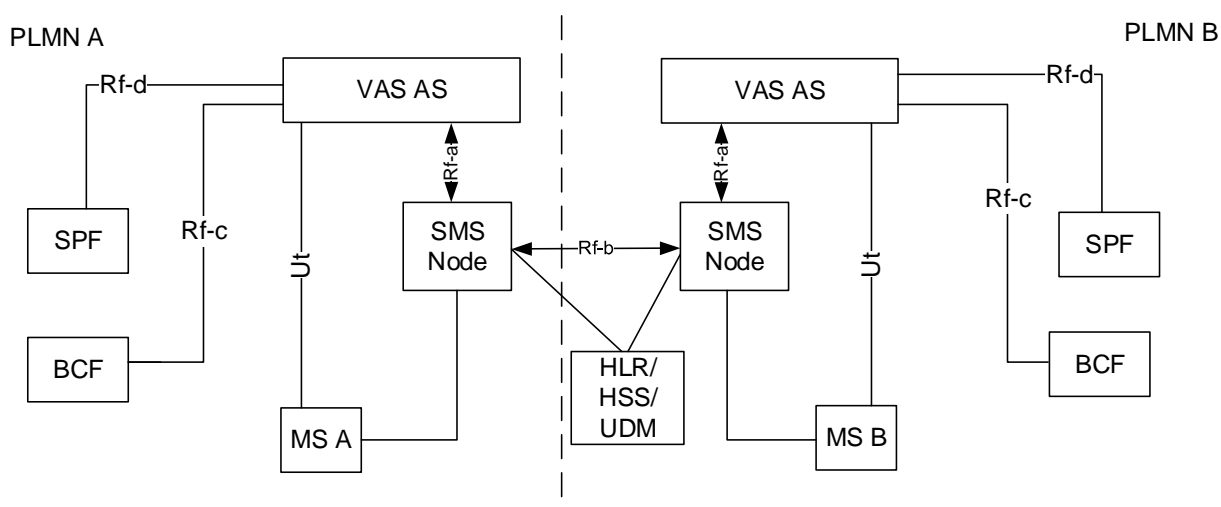 PLMN A
PLMN B
Rf-d
VAS AS
VAS AS
Rf-d
Rf-a
Rf-a
SPF
Rf-c
Ut
SMS
Node
Rf-b
SMS
Node
Ut
Rf-c
SPF
BCF
HLR/
HSS/
UDM
BCF
MS A
MS B